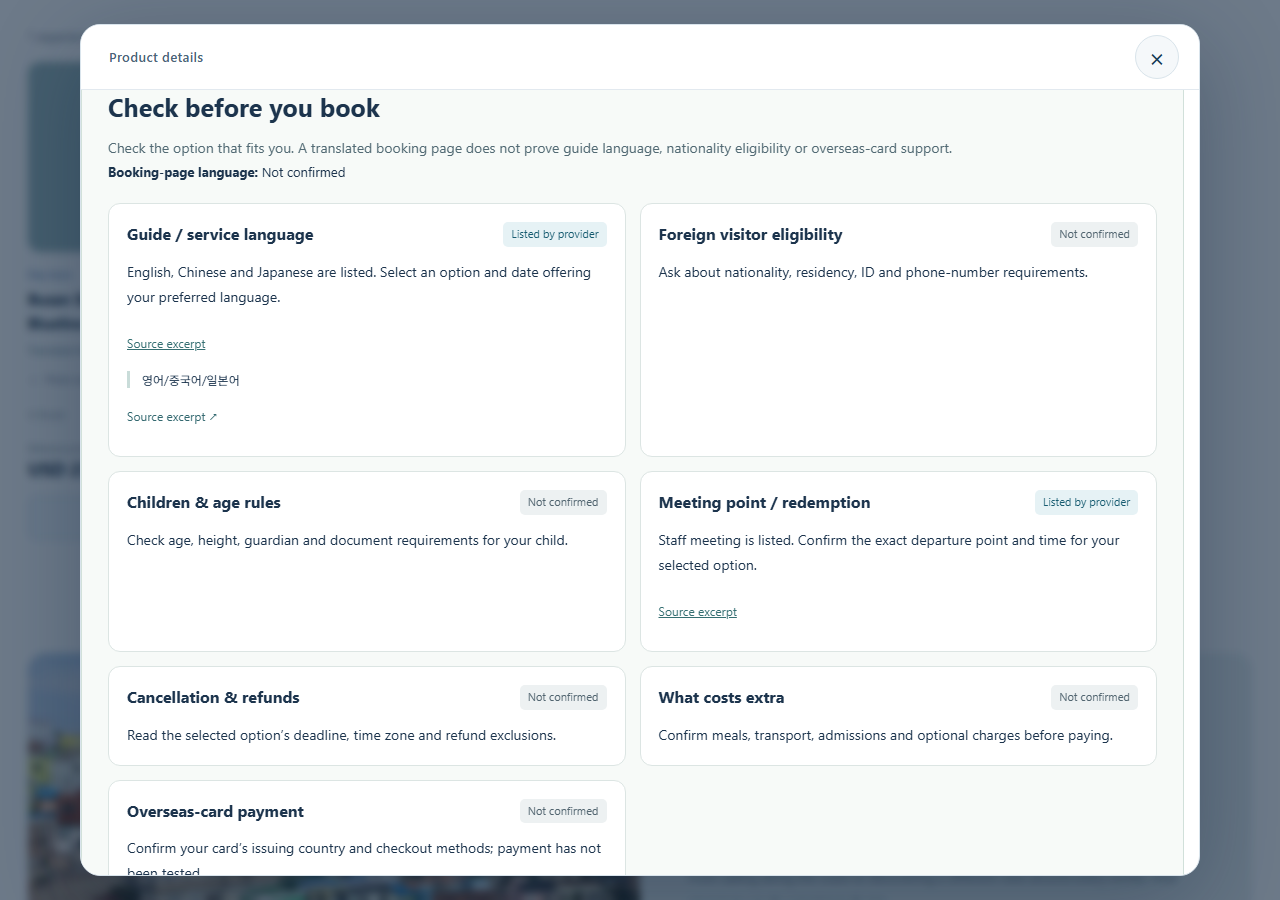 Product details
×
Check before you book
Check the option that fits you. A translated booking page does not prove guide language, nationality eligibility or overseas-card support.
Booking-page language: Not confirmed
Guide / service language
Listed by provider
English, Chinese and Japanese are listed. Select an option and date offering
your preferred language.
Source excerpt
영어/중국어/일본어
Source excerpt ↗
Foreign visitor eligibility
Not confirmed
Ask about nationality, residency, ID and phone-number requirements.
Children & age rules
Not confirmed
Check age, height, guardian and document requirements for your child.
Meeting point / redemption
Listed by provider
Staff meeting is listed. Confirm the exact departure point and time for your
selected option.
Source excerpt
Cancellation & refunds
Not confirmed
Read the selected option's deadline, time zone and refund exclusions.
What costs extra
Not confirmed
Confirm meals, transport, admissions and optional charges before paying.
Overseas-card payment
Not confirmed
Confirm your card's issuing country and checkout methods; payment has not
been tested